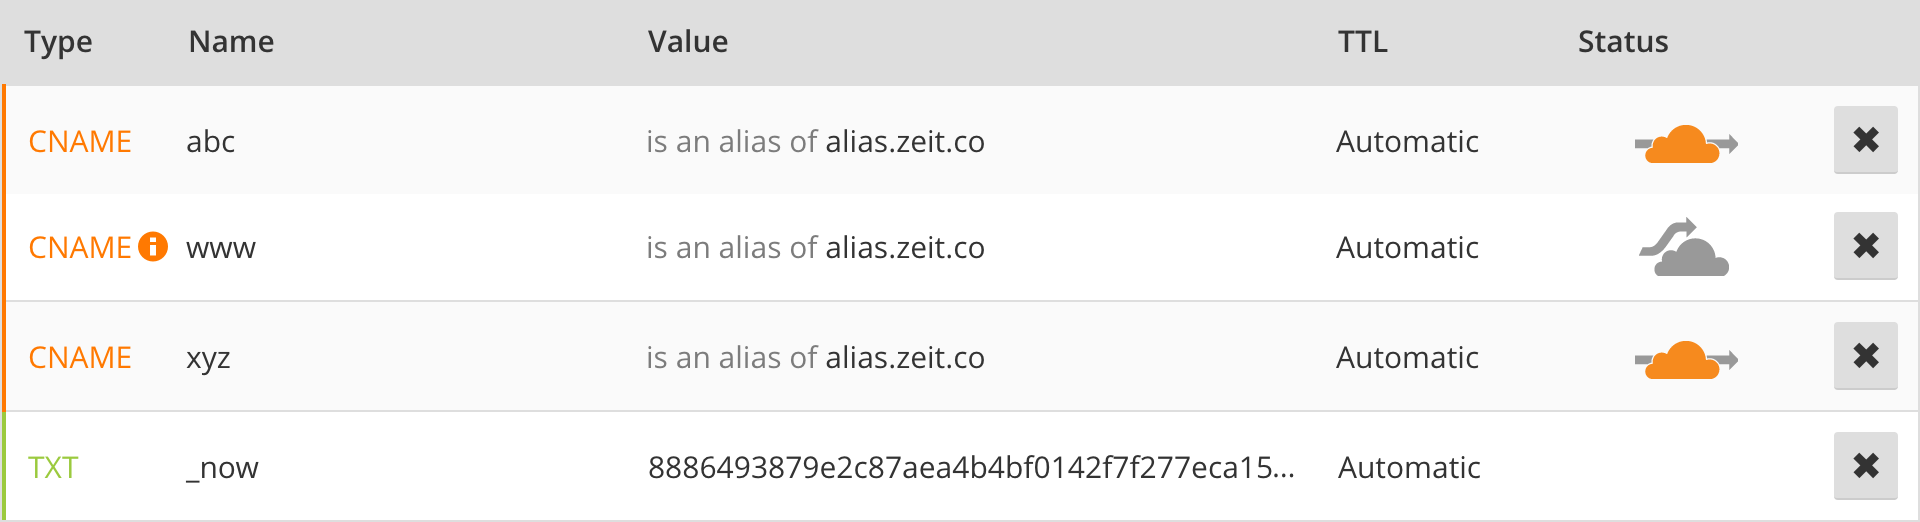 Type Name Value TTL Status
CNAME abc is an alias of alias.zeit.co Automatic
CNAME www is an alias of alias.zeit.co Automatic
CNAME xyz is an alias of alias.zeit.co Automatic
TXT _now 8886493879e2c87aea4b4bf0142f7f277eca15... Automatic